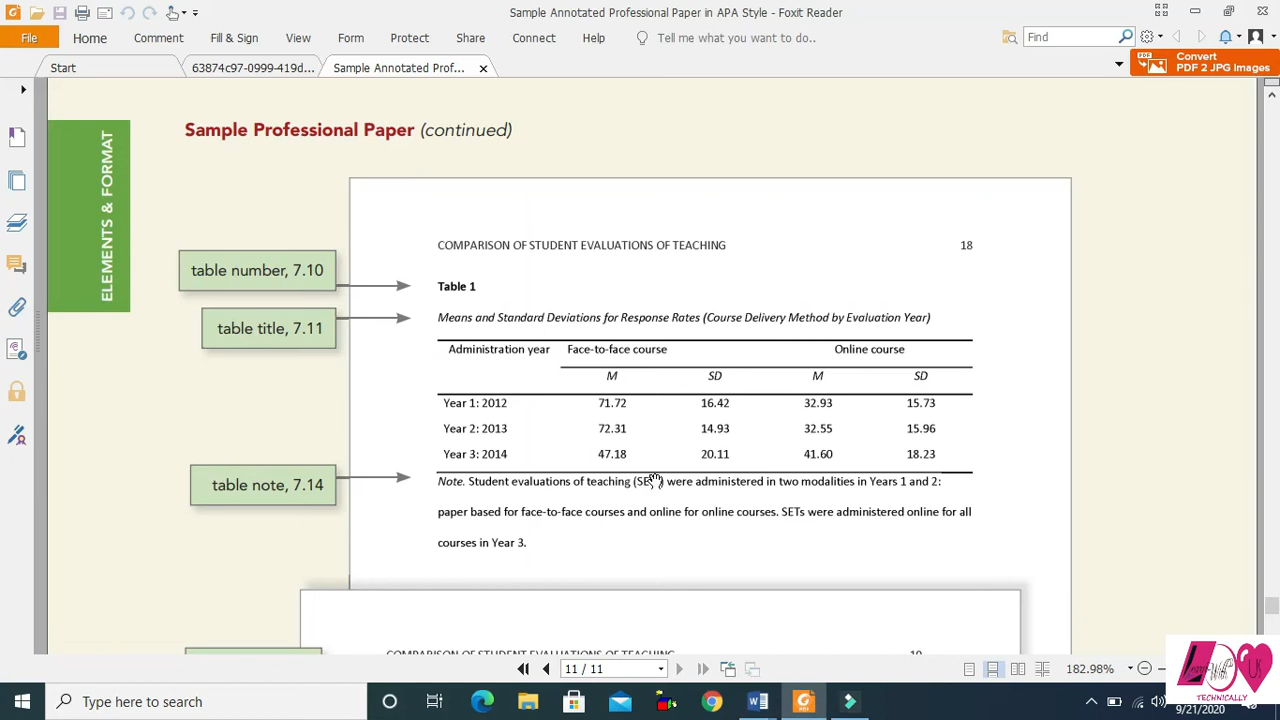 Sample Annotated Professional Paper in APA Style - Foxit Reader
File Home Comment Fill & Sign View Form Protect Share Connect Help Tell me what you want to do.. Find
Start 63874c97-0999-419d... Sample Annotated Prof... Convert
PDF 2 JPG Images
Sample Professional Paper (continued)
ELEMENTS & FORMAT
COMPARISON OF STUDENT EVALUATIONS OF TEACHING 18
table number, 7.10
Table 1
table title, 7.11
Means and Standard Deviations for Response Rates (Course Delivery Method by Evaluation Year)
Administration year Face-to-face course Online course
M SD M SD
Year 1: 2012 71.72 16.42 32.93 15.73
Year 2: 2013 72.31 14.93 32.55 15.96
Year 3: 2014 47.18 20.11 41.60 18.23
table note, 7.14
Note. Student evaluations of teaching (SETs) were administered in two modalities in Years 1 and 2:
paper based for face-to-face courses and online for online courses. SETs were administered online for all
courses in Year 3.
COMPARISON OF STUDENT EVALUATIONS OF TEACHING 19
11 / 11 182.98%
Type here to search
9/21/2020
TECHNICALLY